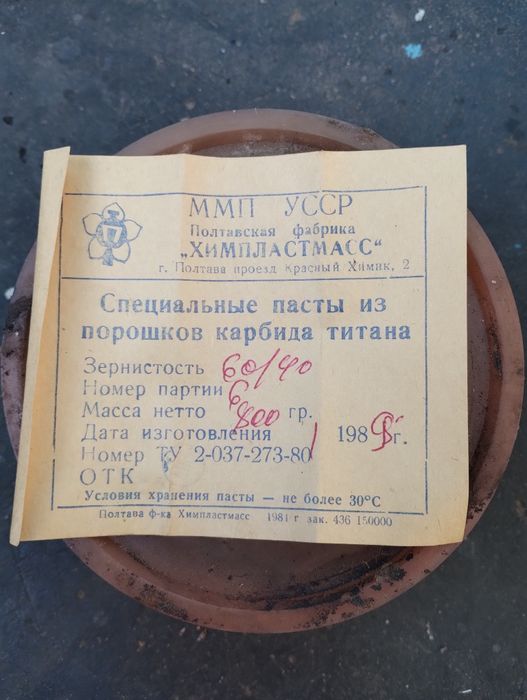 ММП УССР
Полтавская фабрика
„ХИМПЛАСТМАСС“
г. Полтава проезд Красный Химик, 2
Специальные пасты из
порошков карбида титана
Зернистость 60/40
Номер партии 6
Масса нетто 800 гр.
Дата изготовления 1 198 г.
Номер ТУ 2-037-273-80
ОТК
Условия хранения пасты — не более 30°С
Полтава ф-ка Химпластмасс 1981 г зак. 436 150000